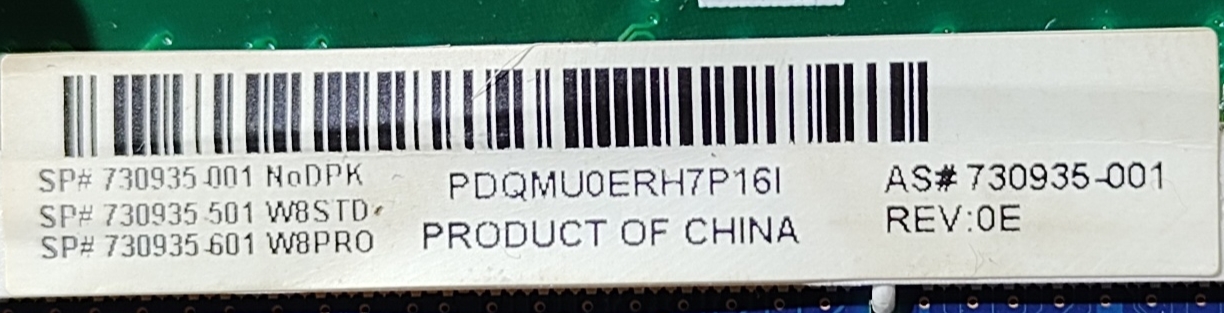 SP# 730935-001 NoDPK
SP# 730935-501 W8STD
SP# 730935-601 W8PRO
PDQMU0ERH7P16I
PRODUCT OF CHINA
AS# 730935-001
REV:0E